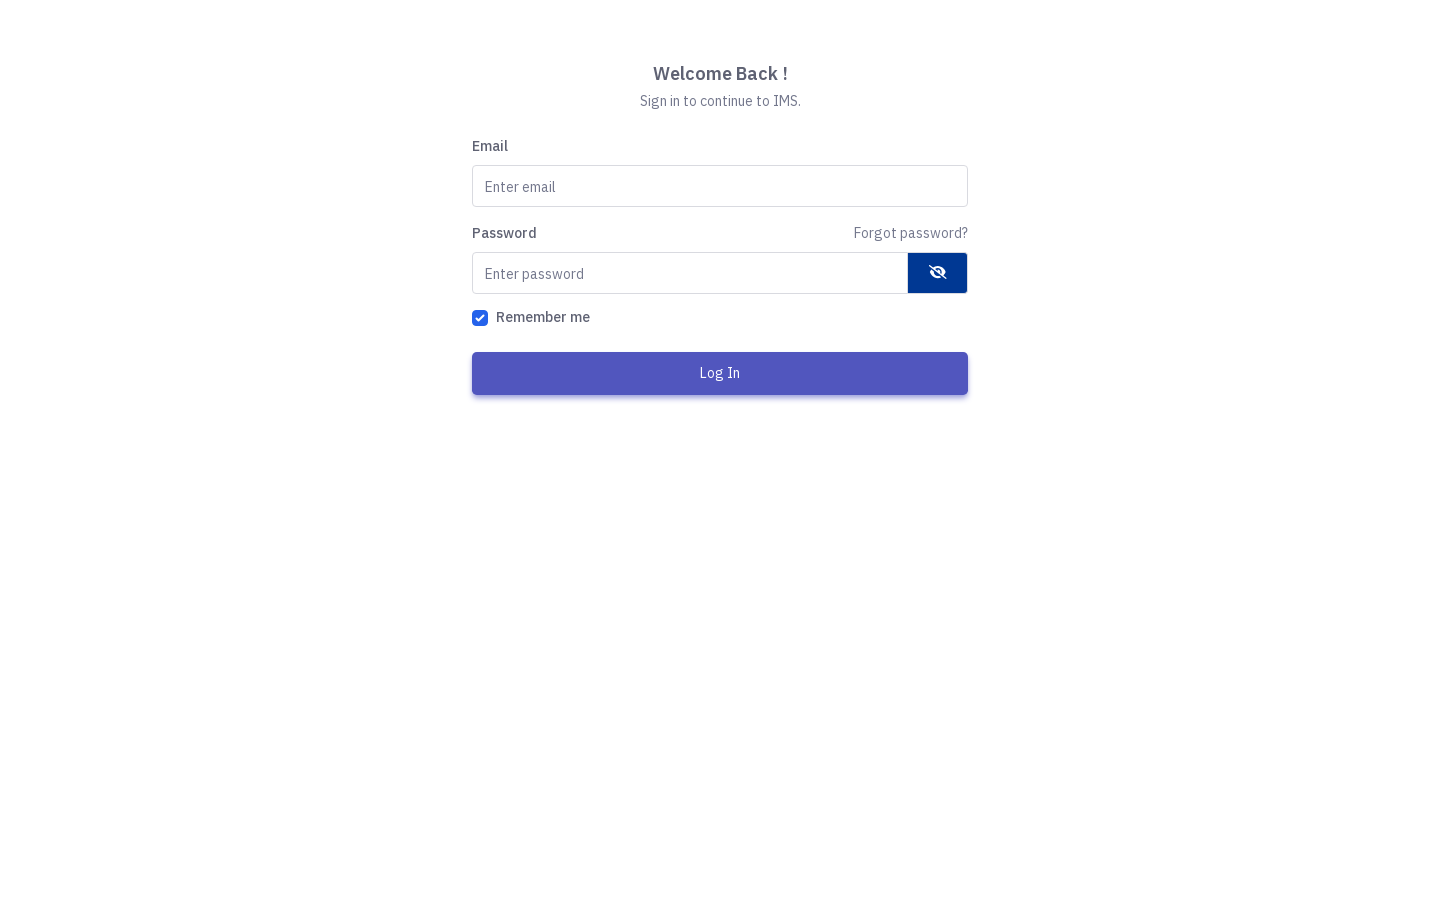 Welcome Back !
Sign in to continue to IMS.
Email
Enter email
Password
Forgot password?
Enter password
Remember me
Log In